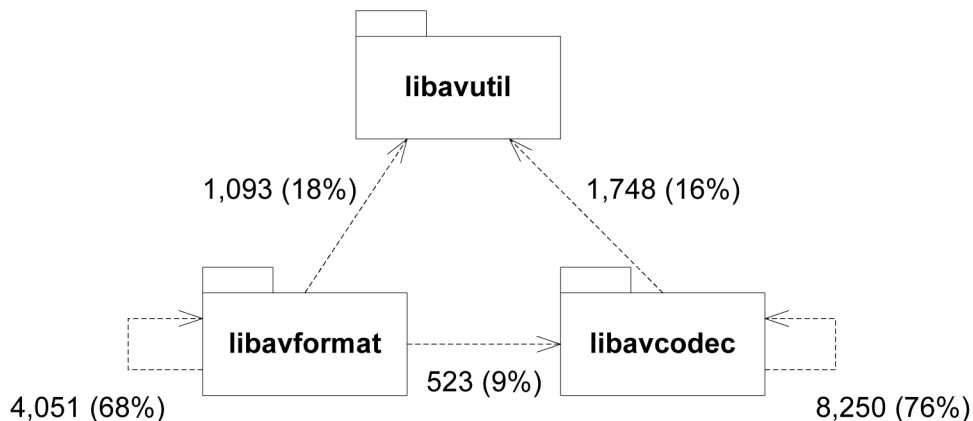 libavutil
1,093 (18%)
1,748 (16%)
libavformat
libavcodec
523 (9%)
4,051 (68%)
8,250 (76%)